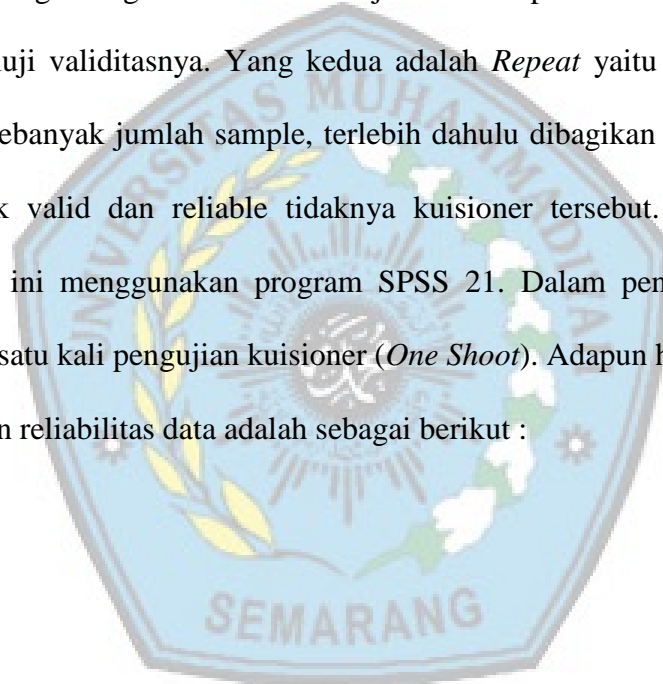 uji validitasnya. Yang kedua adalah Repeat yaitu
ebanyak jumlah sample, terlebih dahulu dibagikan
k valid dan reliable tidaknya kuisioner tersebut.
ini menggunakan program SPSS 21. Dalam pen
satu kali pengujian kuisioner (One Shoot). Adapun h
n reliabilitas data adalah sebagai berikut :
UNIVERSITAS MUHAMMADIYAH
SEMARANG